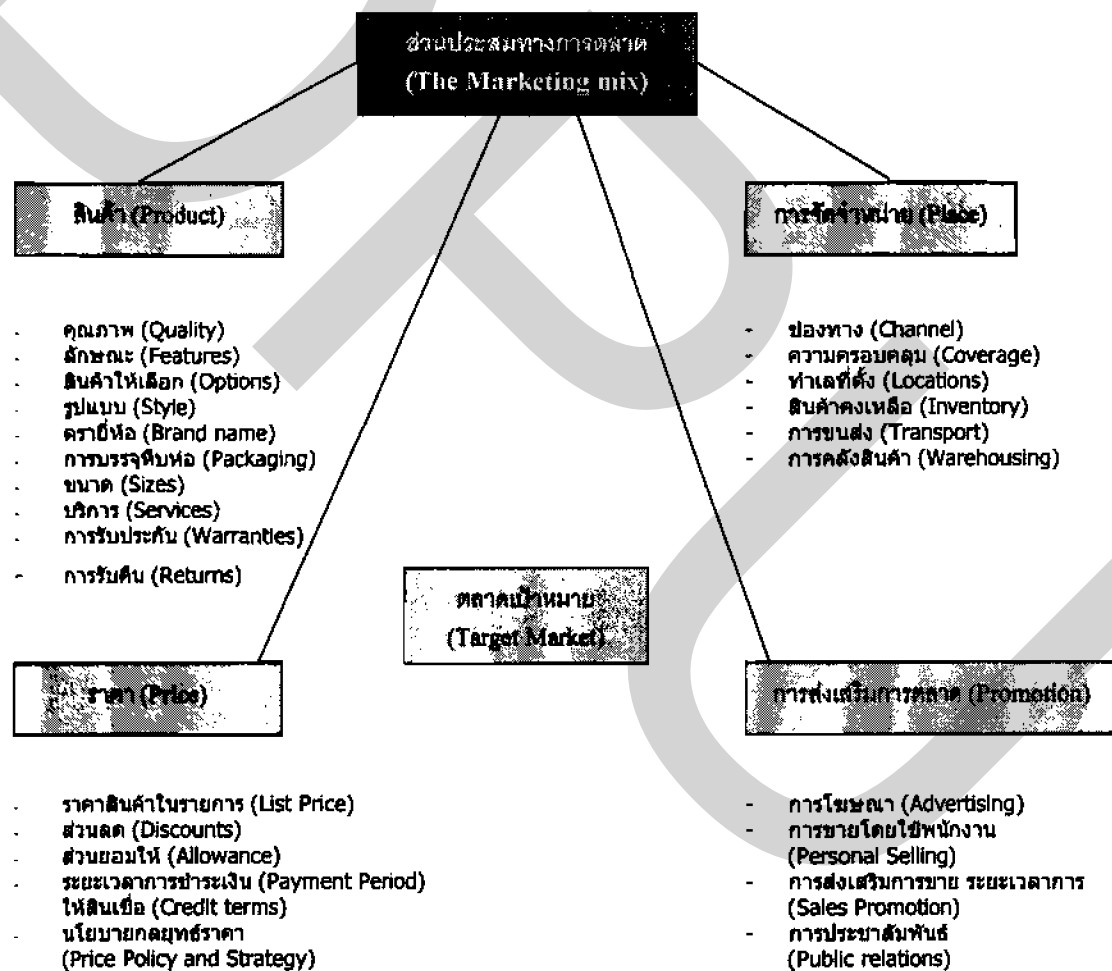 ส่วนประสมทางการตลาด
(The Marketing mix)
สินค้า (Product)
- คุณภาพ (Quality)
- ลักษณะ (Features)
- สินค้าให้เลือก (Options)
- รูปแบบ (Style)
- ตรายี่ห้อ (Brand name)
- การบรรจุหีบห่อ (Packaging)
- ขนาด (Sizes)
- บริการ (Services)
- การรับประกัน (Warranties)
- การรับคืน (Returns)
การจัดจำหน่าย (Place)
- ช่องทาง (Channel)
- ความครอบคลุม (Coverage)
- ทำเลที่ตั้ง (Locations)
- สินค้าคงเหลือ (Inventory)
- การขนส่ง (Transport)
- การคลังสินค้า (Warehousing)
ตลาดเป้าหมาย
(Target Market)
ราคา (Price)
- ราคาสินค้าในรายการ (List Price)
- ส่วนลด (Discounts)
- ส่วนยอมให้ (Allowance)
- ระยะเวลาการชำระเงิน (Payment Period)
ให้สินเชื่อ (Credit terms)
- นโยบายกลยุทธ์ราคา
(Price Policy and Strategy)
การส่งเสริมการตลาด (Promotion)
- การโฆษณา (Advertising)
- การขายโดยใช้พนักงาน
(Personal Selling)
- การส่งเสริมการขาย ระยะเวลาการ
(Sales Promotion)
- การประชาสัมพันธ์
(Public relations)